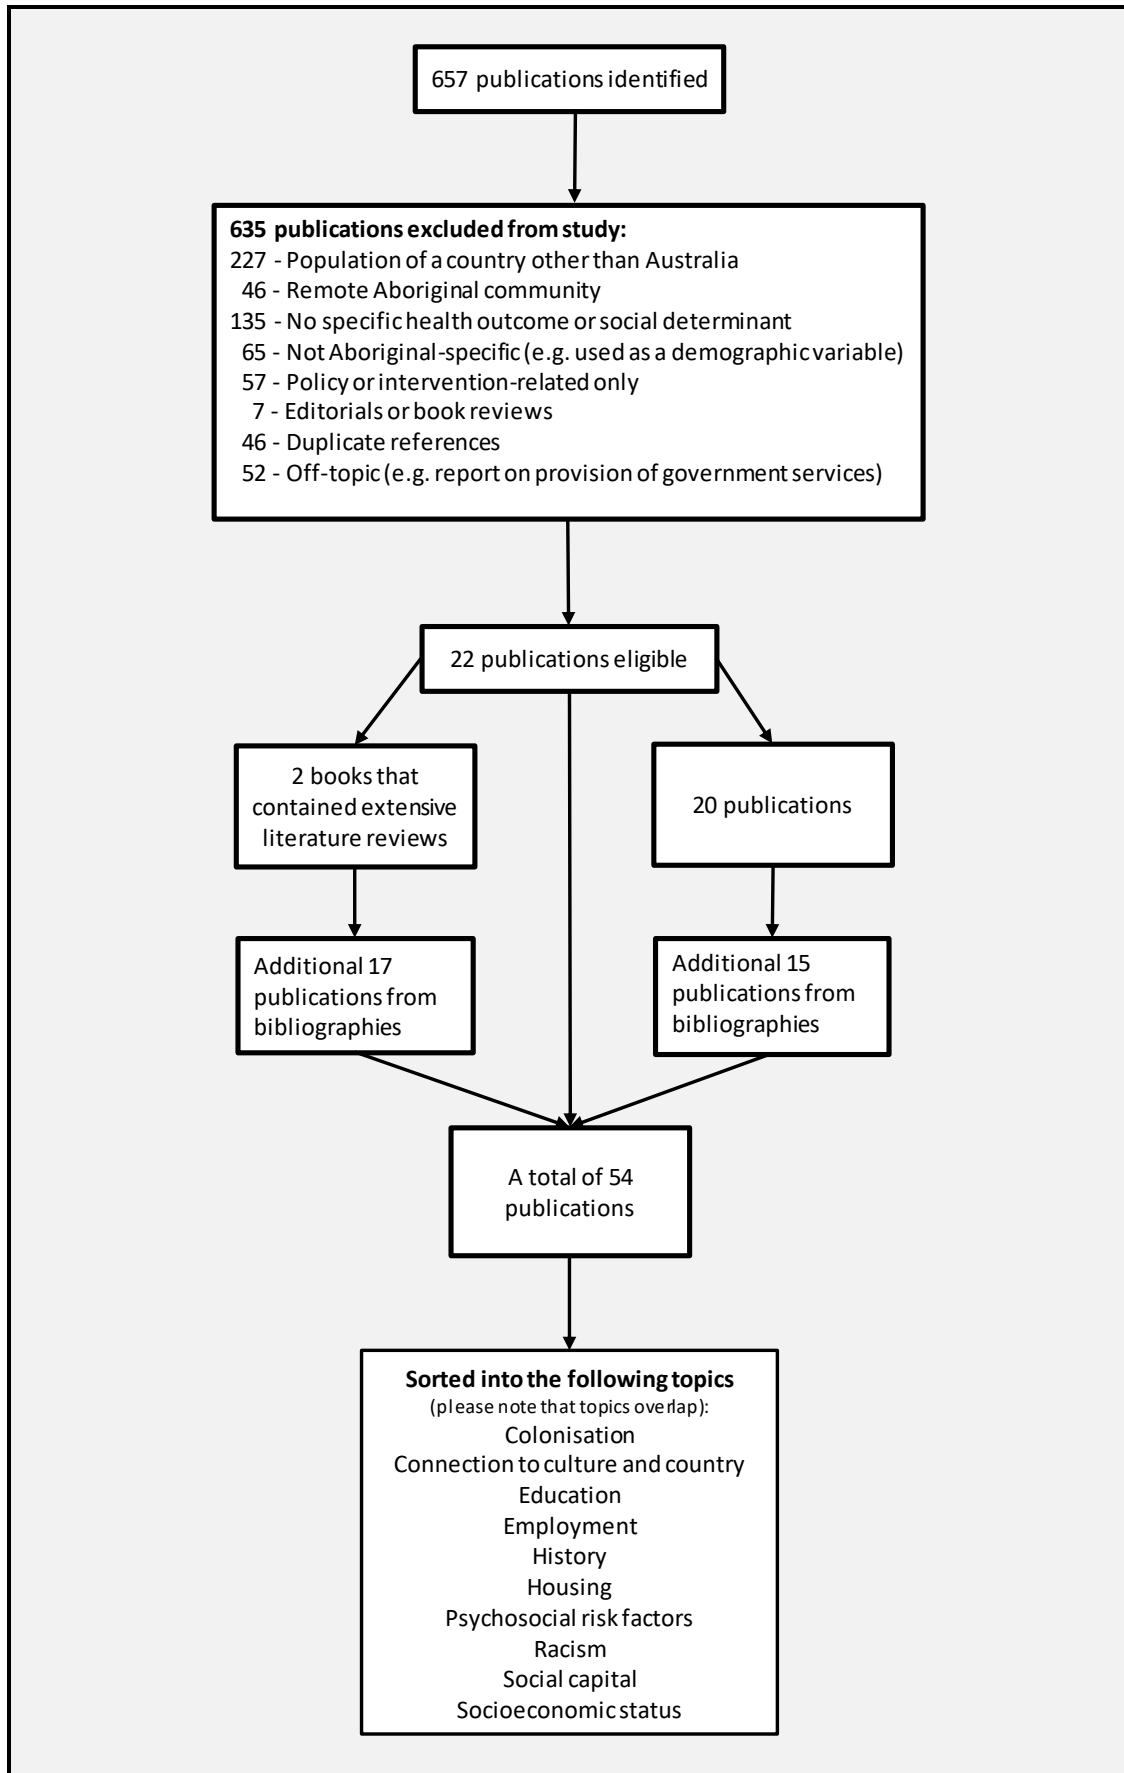 657 publications identified
635 publications excluded from study:
227 - Population of a country other than Australia
46 - Remote Aboriginal community
135 - No specific health outcome or social determinant
65 - Not Aboriginal-specific (e.g. used as a demographic variable)
57 - Policy or intervention-related only
7 - Editorials or book reviews
46 - Duplicate references
52 - Off-topic (e.g. report on provision of government services)
22 publications eligible
2 books that
contained extensive
literature reviews
20 publications
Additional 17
publications from
bibliographies
Additional 15
publications from
bibliographies
A total of 54
publications
Sorted into the following topics
(please note that topics overlap):
Colonisation
Connection to culture and country
Education
Employment
History
Housing
Psychosocial risk factors
Racism
Social capital
Socioeconomic status